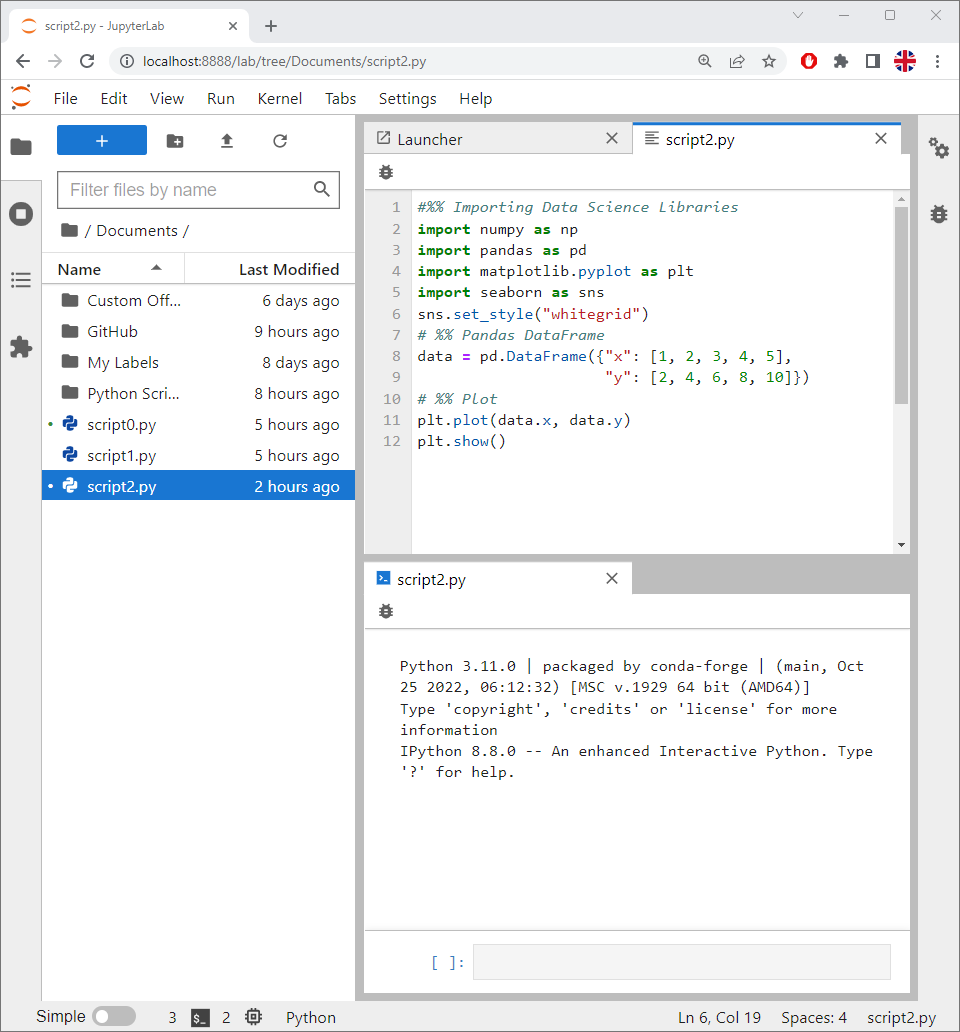 script2.py - JupyterLab
localhost:8888/lab/tree/Documents/script2.py
File Edit View Run Kernel Tabs Settings Help
Filter files by name
/ Documents /
Name Last Modified
Custom Off... 6 days ago
GitHub 9 hours ago
My Labels 8 days ago
Python Scri... 8 hours ago
script0.py 5 hours ago
script1.py 5 hours ago
script2.py 2 hours ago
Launcher script2.py
1 #%% Importing Data Science Libraries
2 import numpy as np
3 import pandas as pd
4 import matplotlib.pyplot as plt
5 import seaborn as sns
6 sns.set_style("whitegrid")
7 # %% Pandas DataFrame
8 data = pd.DataFrame({"x": [1, 2, 3, 4, 5],
9 "y": [2, 4, 6, 8, 10]})
10 # %% Plot
11 plt.plot(data.x, data.y)
12 plt.show()
script2.py
Python 3.11.0 | packaged by conda-forge | (main, Oct
25 2022, 06:12:32) [MSC v.1929 64 bit (AMD64)]
Type 'copyright', 'credits' or 'license' for more
information
IPython 8.8.0 -- An enhanced Interactive Python. Type
'?' for help.
[ ]:
Simple 3 $_ 2 Python Ln 6, Col 19 Spaces: 4 script2.py